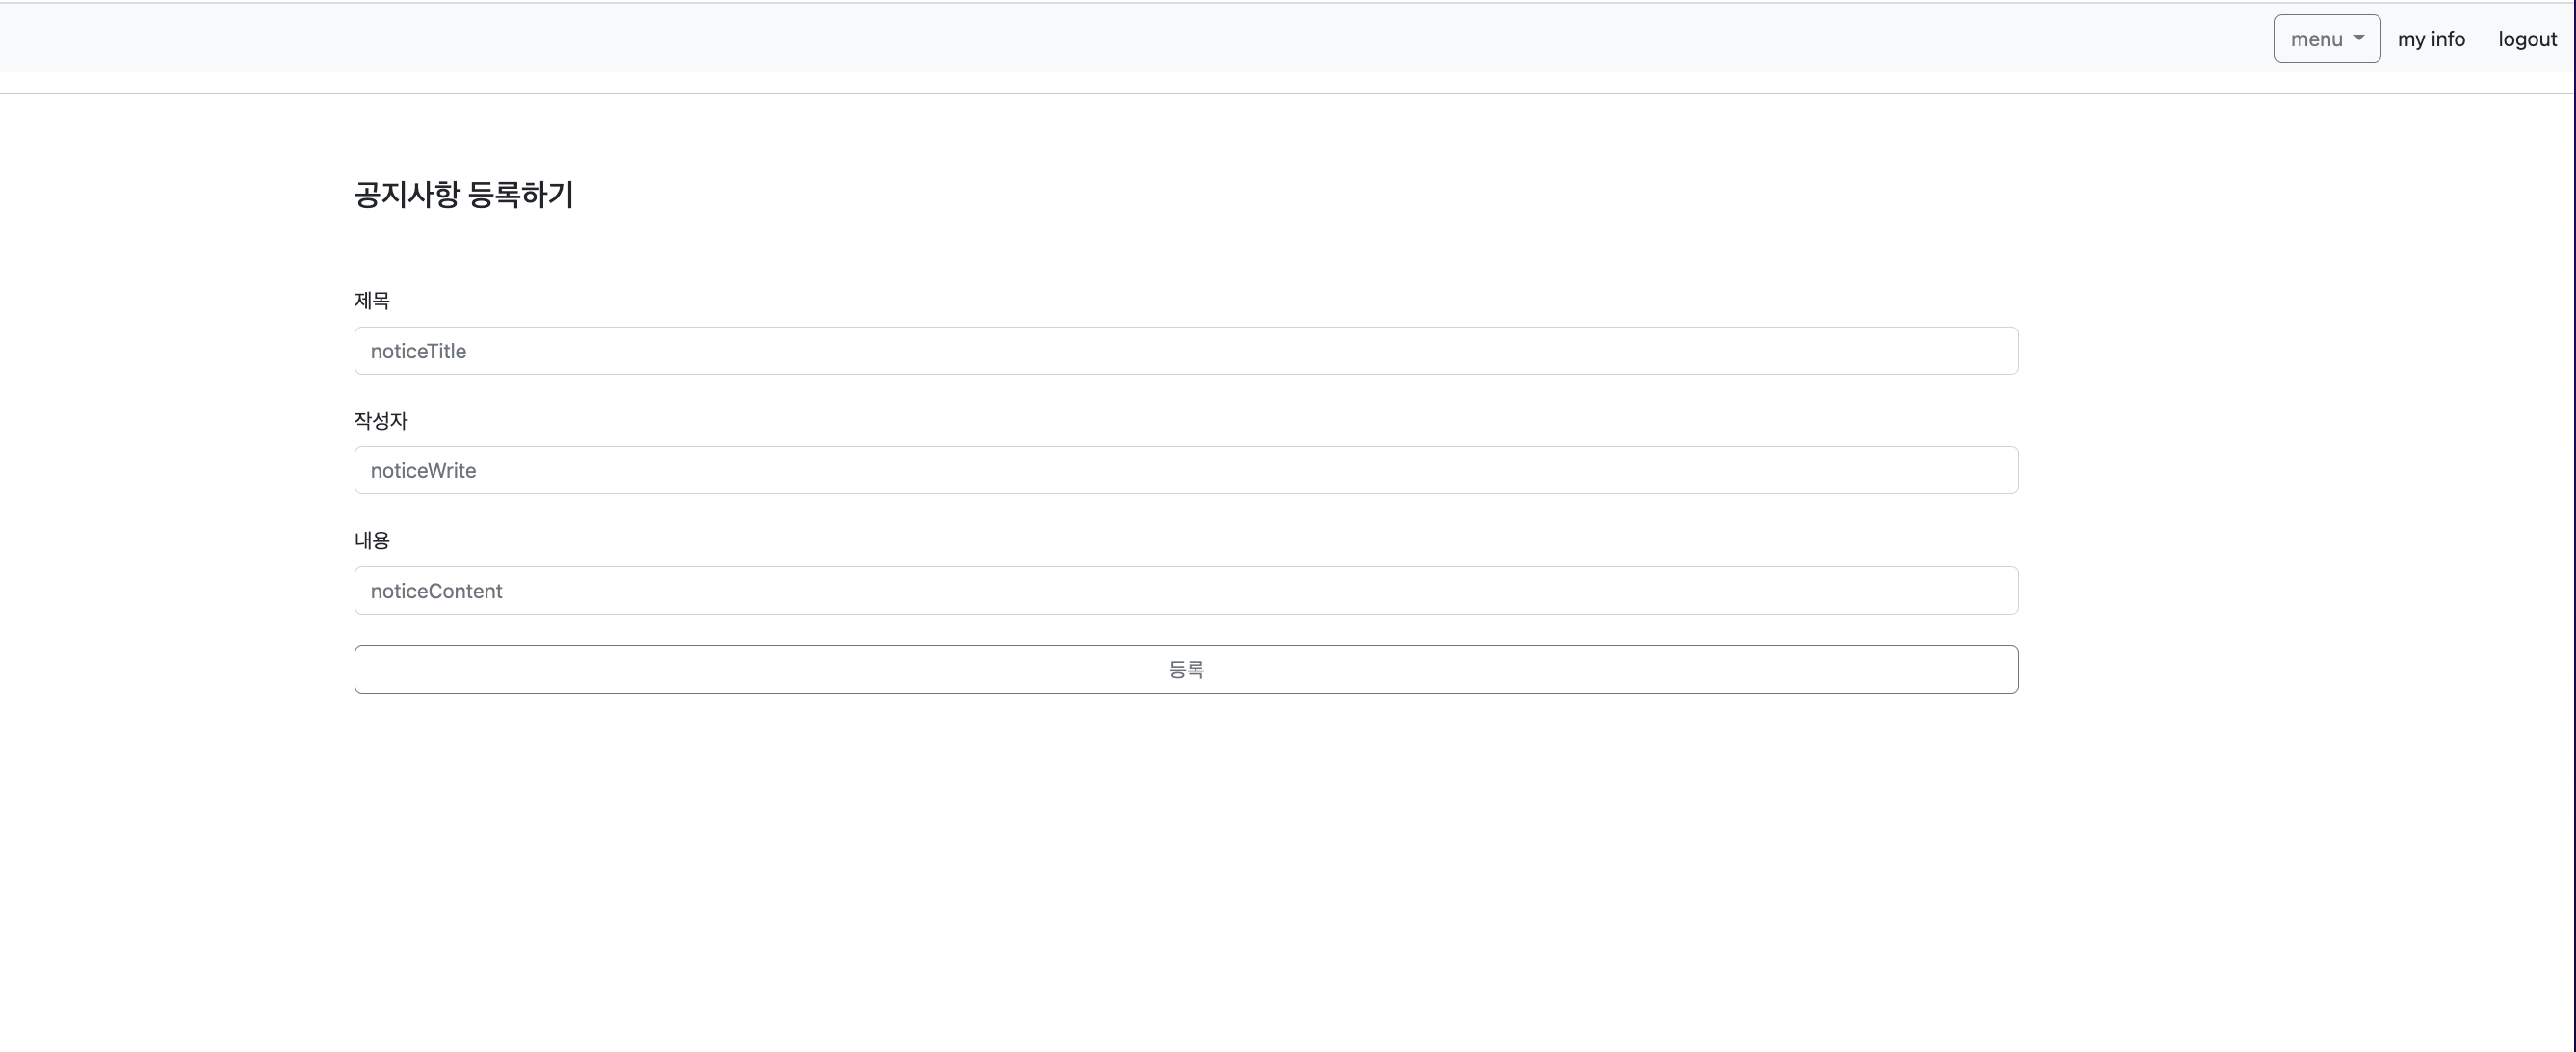 menu my info logout
공지사항 등록하기
제목
noticeTitle
작성자
noticeWrite
내용
noticeContent
등록